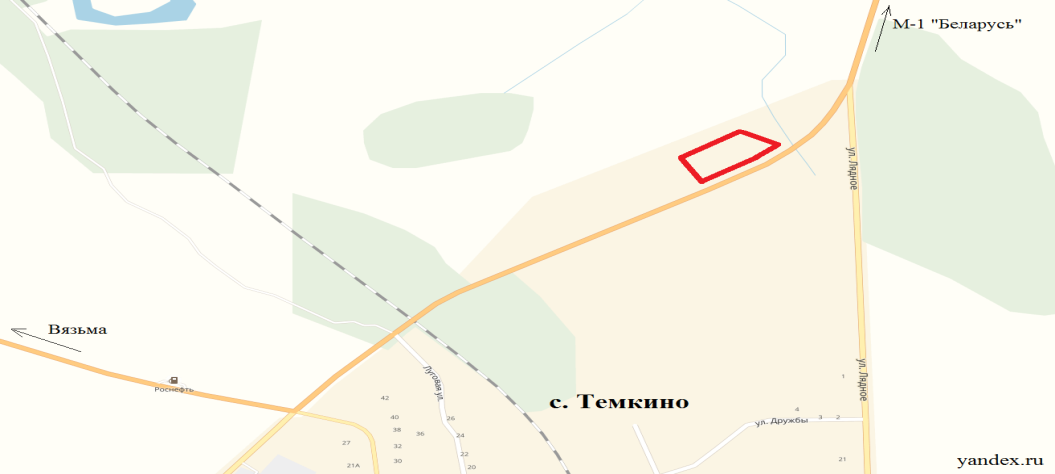 М-1 "Беларусь"
ул. Лядное
Вязьма
Роснефть
Луговая ул.
ул. Лядное
1
42
с. Темкино
40
26
4
3
2
38
36
ул. Дружбы
24
27
32
22
30
21А
20
21
yandex.ru